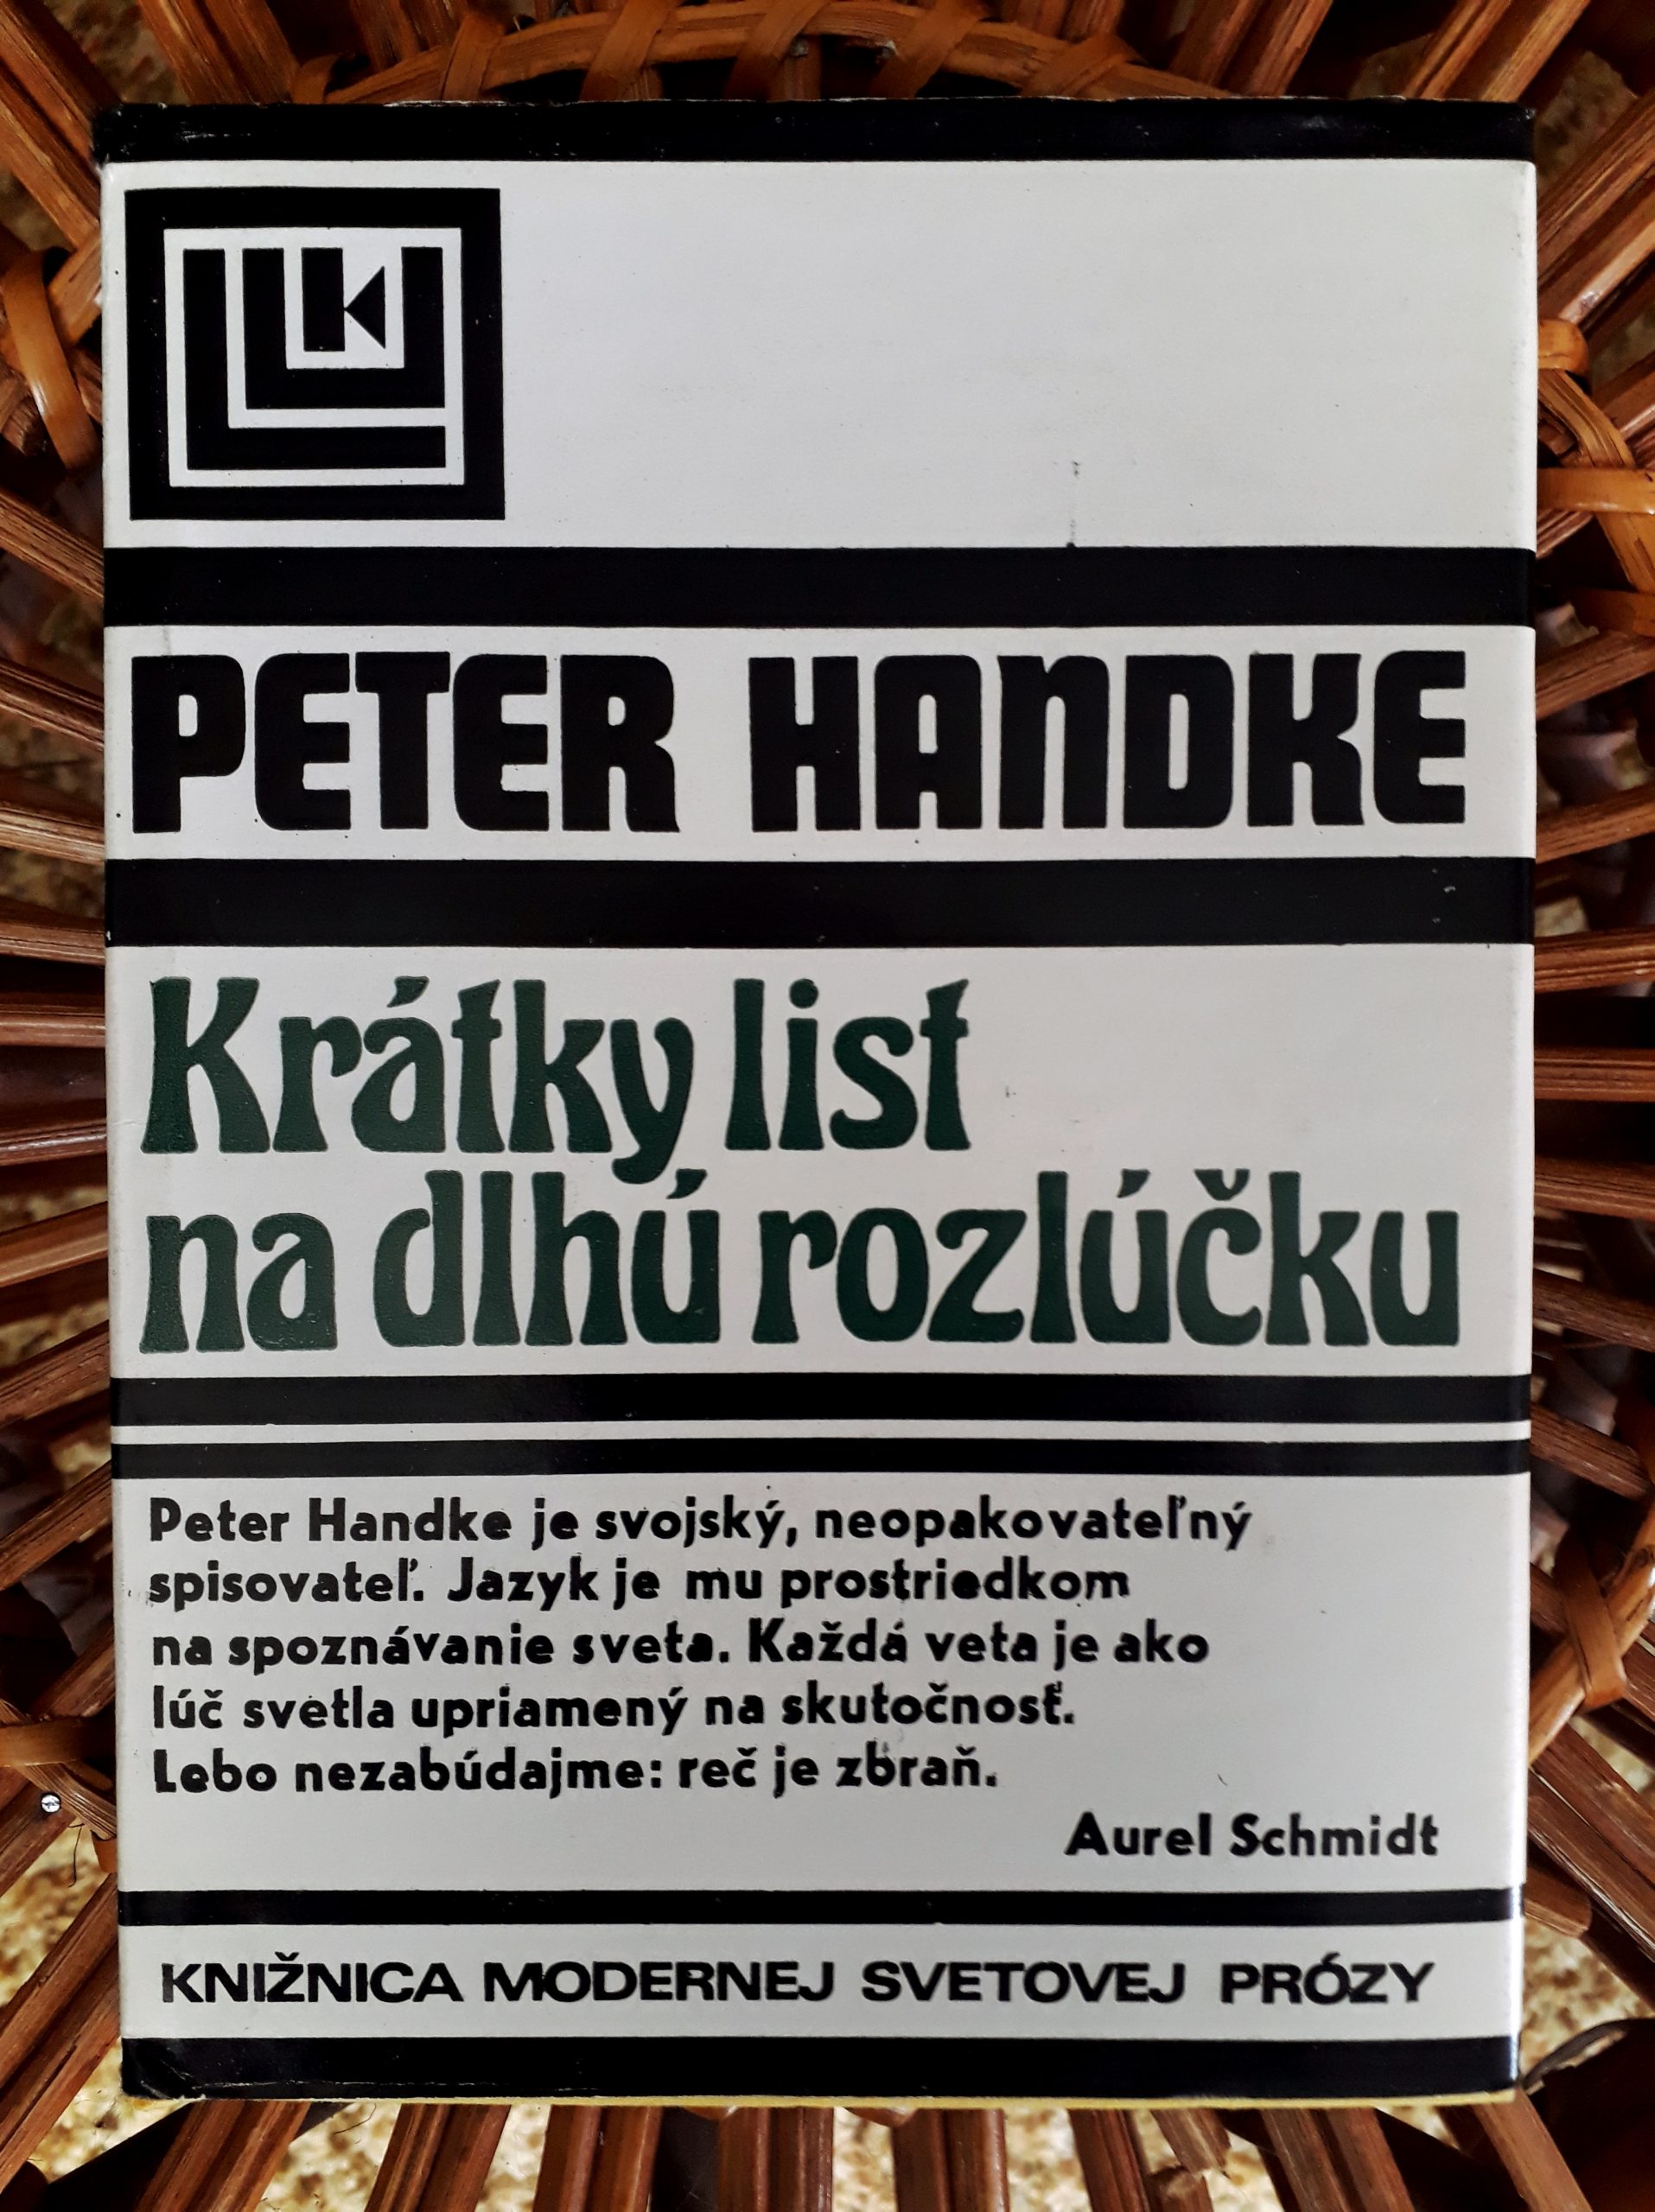 PETER HANDKE
Krátky list
na dlhú rozlúčku
Peter Handke je svojský, neopakovateľný
spisovateľ. Jazyk je mu prostriedkom
na spoznávanie sveta. Každá veta je ako
lúč svetla upriamený na skutočnosť.
Lebo nezabúdajme: reč je zbraň.
Aurel Schmidt
KNIŽNICA MODERNEJ SVETOVEJ PRÓZY